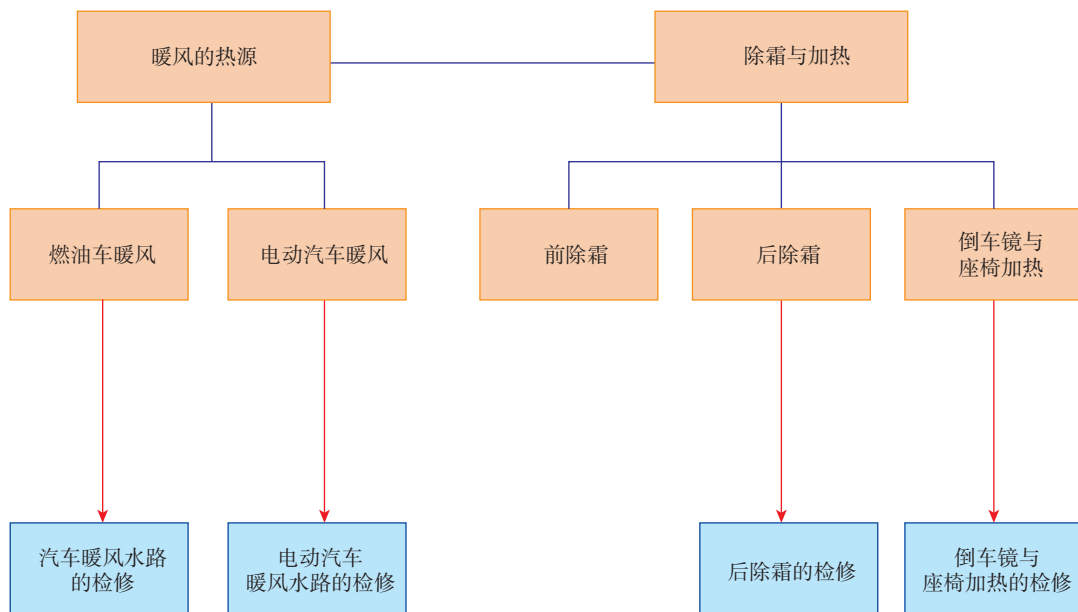 暖风的热源
除霜与加热
燃油车暖风
电动汽车暖风
前除霜
后除霜
倒车镜与
座椅加热
汽车暖风水路
的检修
电动汽车
暖风水路的检修
后除霜的检修
倒车镜与
座椅加热的检修